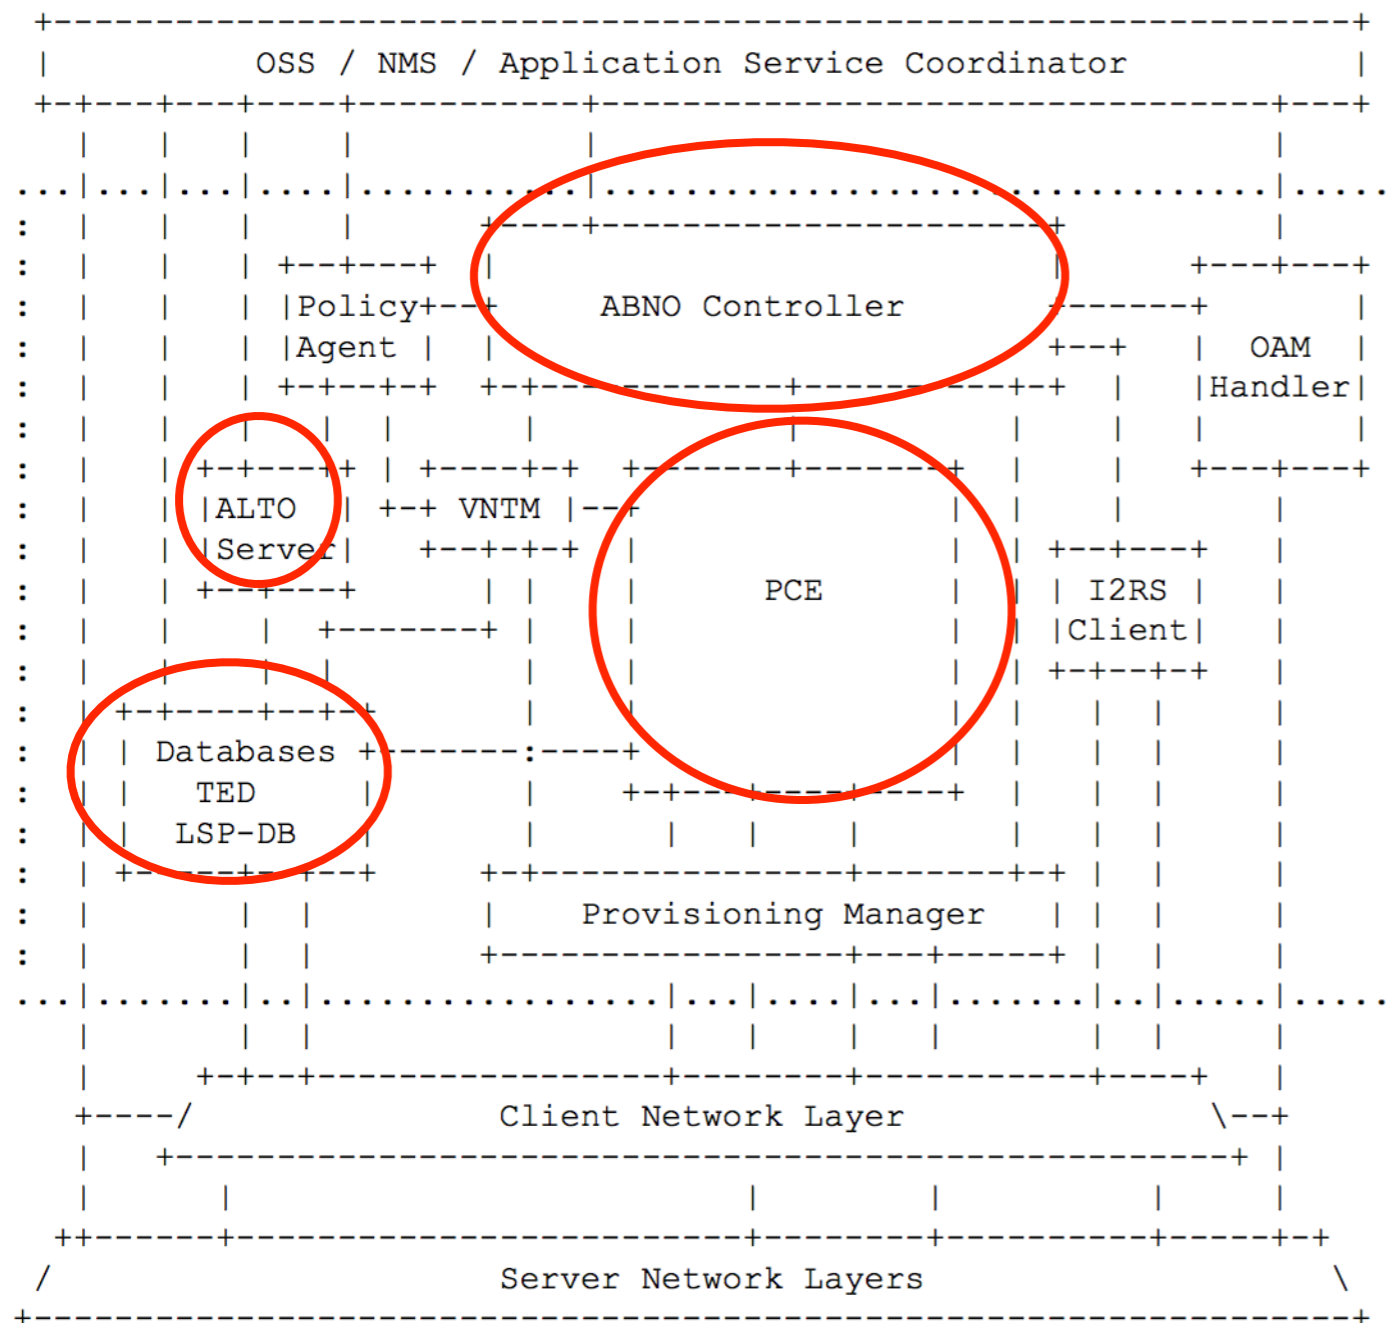 OSS / NMS / Application Service Coordinator
Policy
Agent
ABNO Controller
OAM
Handler
ALTO
Server
VNTM
PCE
I2RS
Client
Databases
TED
LSP-DB
Provisioning Manager
Client Network Layer
Server Network Layers